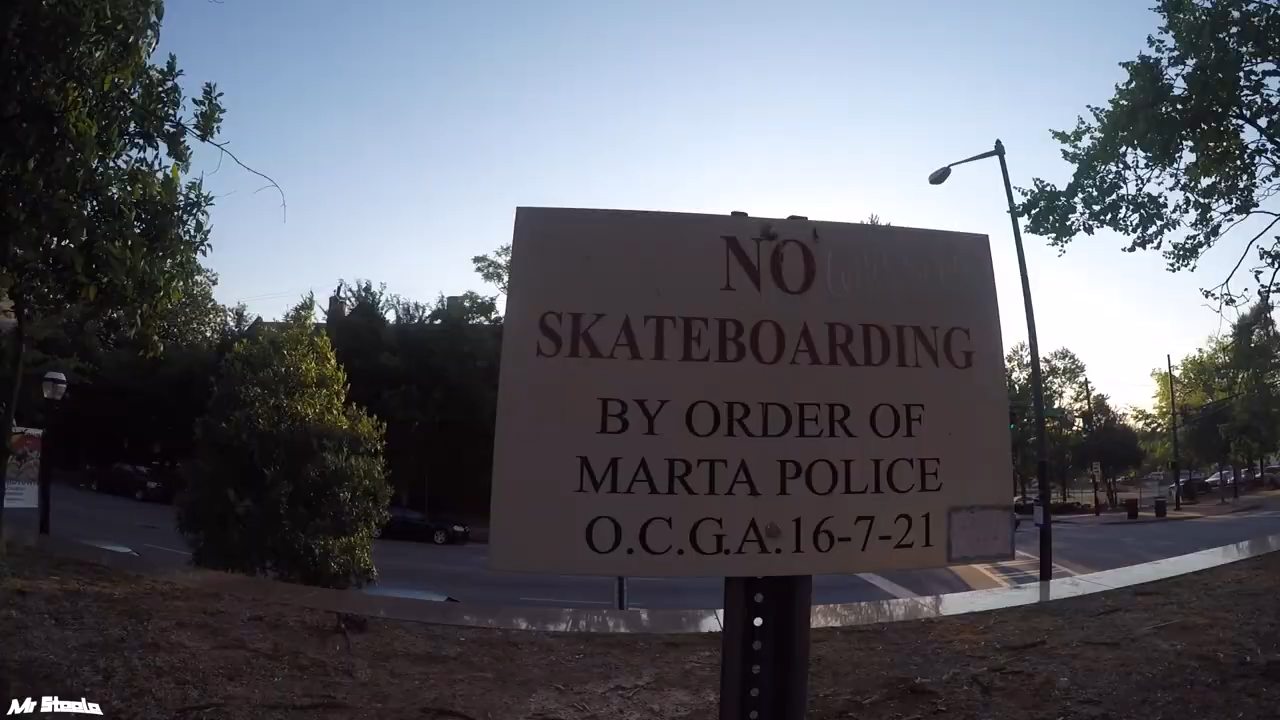 NO
SKATEBOARDING
BY ORDER OF
MARTA POLICE
O.C.G.A.16-7-21
Mr Steele